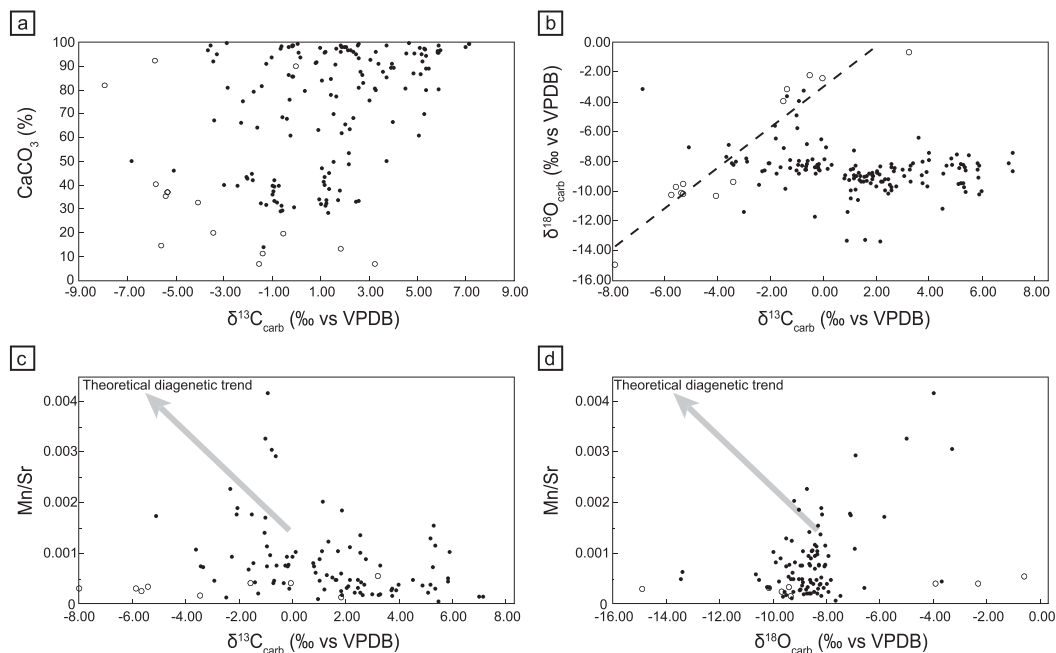 a
100
90
80
70
60
50
40
30
20
10
0
CaCO3 (%)
-9.00 -7.00 -5.00 -3.00 -1.00 1.00 3.00 5.00 7.00 9.00
δ13Ccarb (‰ vs VPDB)
b
0.00
-2.00
-4.00
-6.00
-8.00
-10.00
-12.00
-14.00
-16.00
δ18Ocarb (‰ vs VPDB)
-8.00 -6.00 -4.00 -2.00 0.00 2.00 4.00 6.00 8.00
δ13Ccarb (‰ vs VPDB)
c
Theoretical diagenetic trend
0.004
0.003
0.002
0.001
0
Mn/Sr
-8.00 -6.00 -4.00 -2.00 0.00 2.00 4.00 6.00 8.00
δ13Ccarb (‰ vs VPDB)
d
Theoretical diagenetic trend
0.004
0.003
0.002
0.001
0
Mn/Sr
-16.00 -14.00 -12.00 -10.00 -8.00 -6.00 -4.00 -2.00 0.00
δ18Ocarb (‰ vs VPDB)